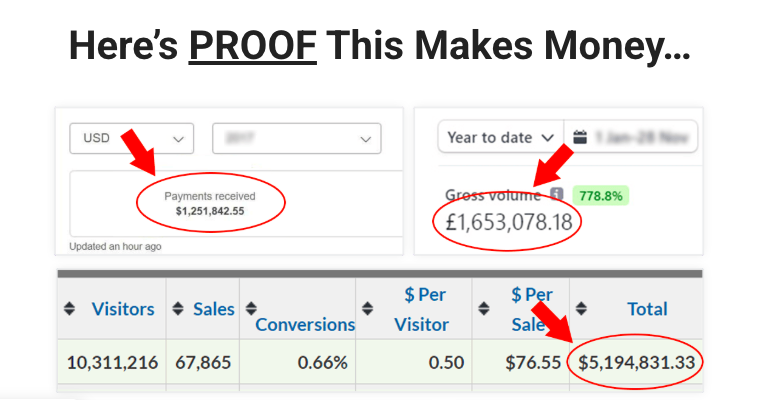 Here's PROOF This Makes Money...
USD
Payments received
$1,251,842.55
Updated an hour ago
Year to date
Gross volume 778.8%
£1,653,078.18
Visitors Sales Conversions $ Per Visitor $ Per Sale Total
10,311,216 67,865 0.66% 0.50 $76.55 $5,194,831.33